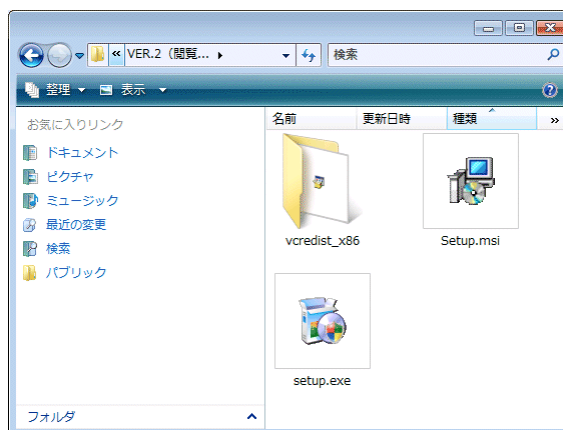 « VER.2（閲覧...
検索
整理 表示
お気に入りリンク
ドキュメント
ピクチャ
ミュージック
最近の変更
検索
パブリック
フォルダ
名前 更新日時 種類 »
vcredist_x86
Setup.msi
setup.exe